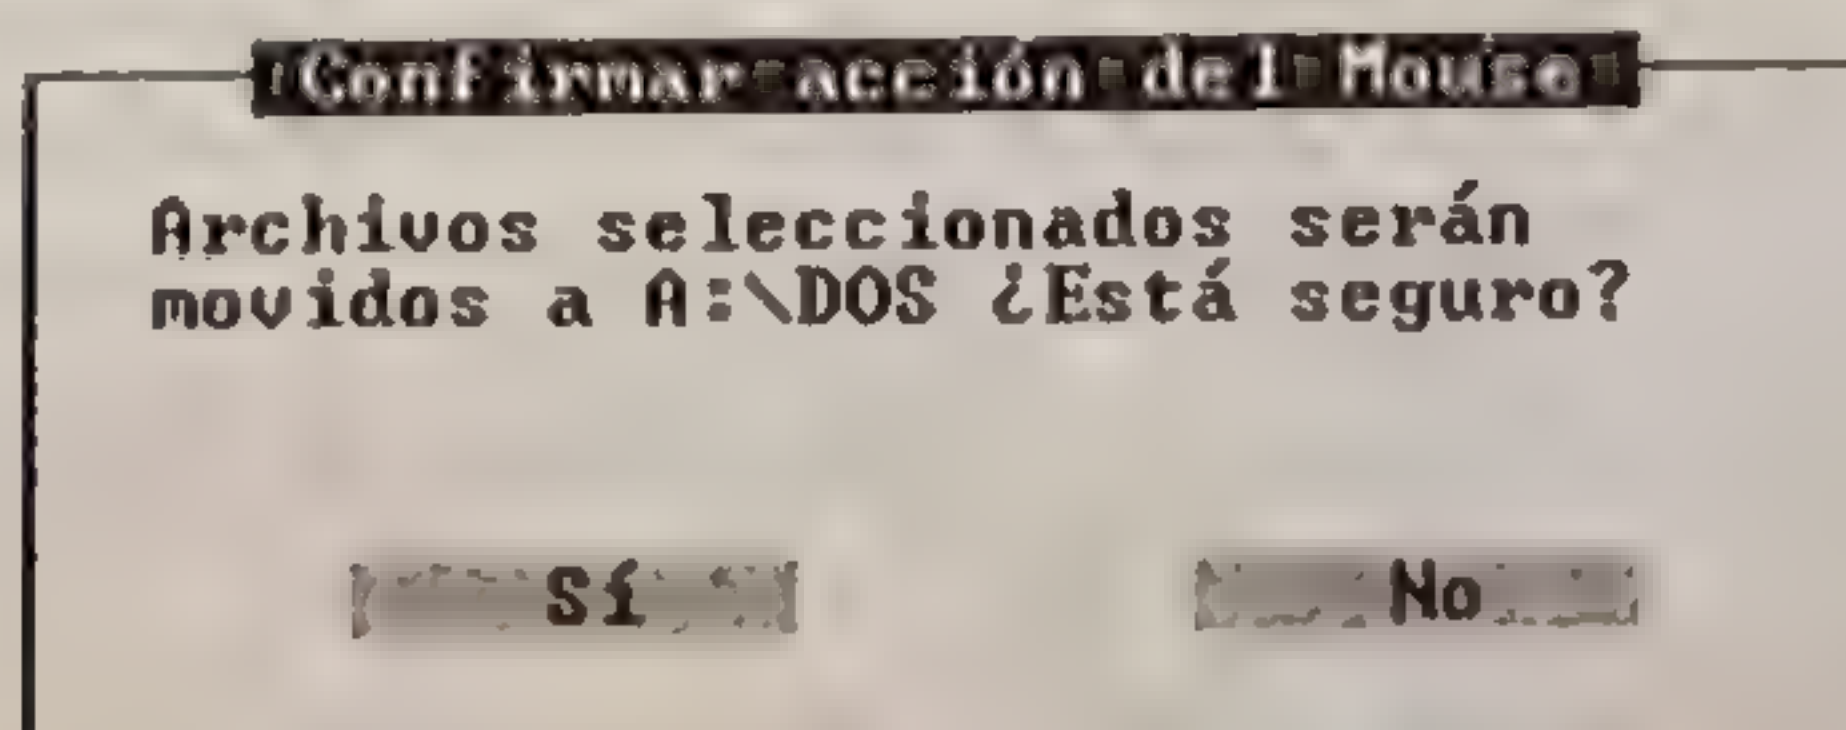 Confirmar acción del Mouse
Archivos seleccionados serán
movidos a A:\DOS ¿Está seguro?
Sí
No